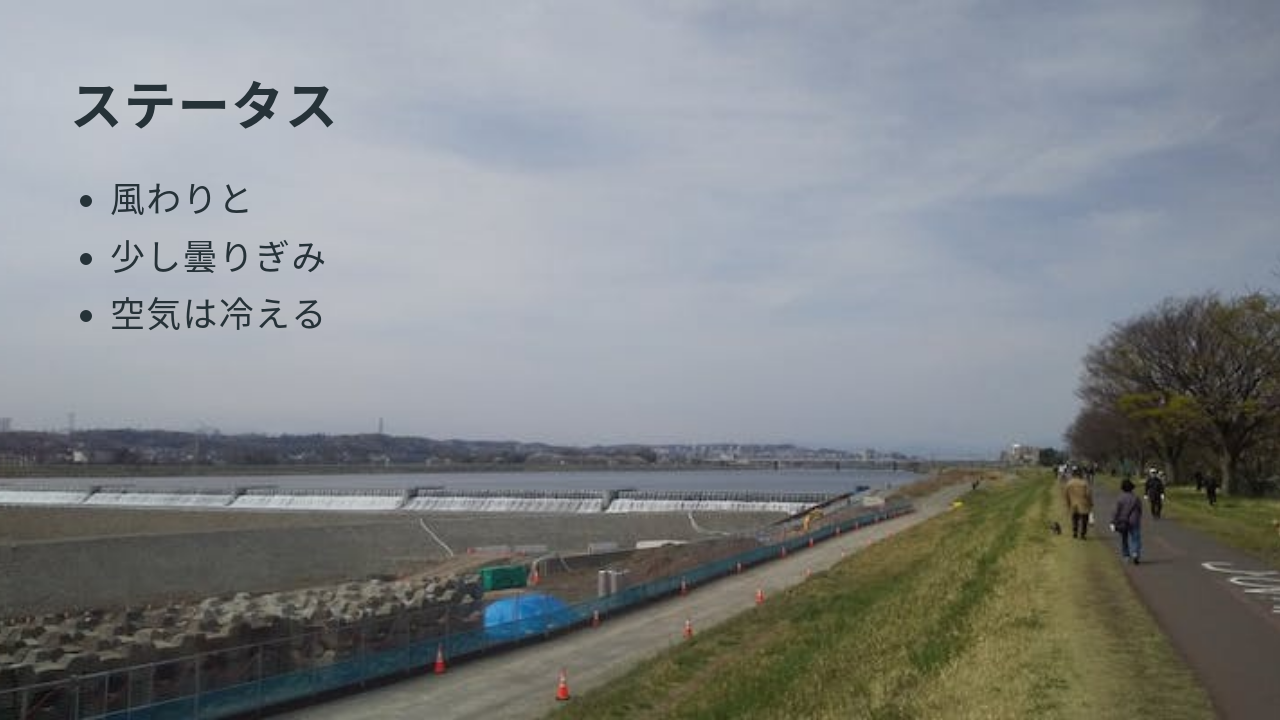 ステータス
風わりと
少し曇りぎみ
空気は冷える